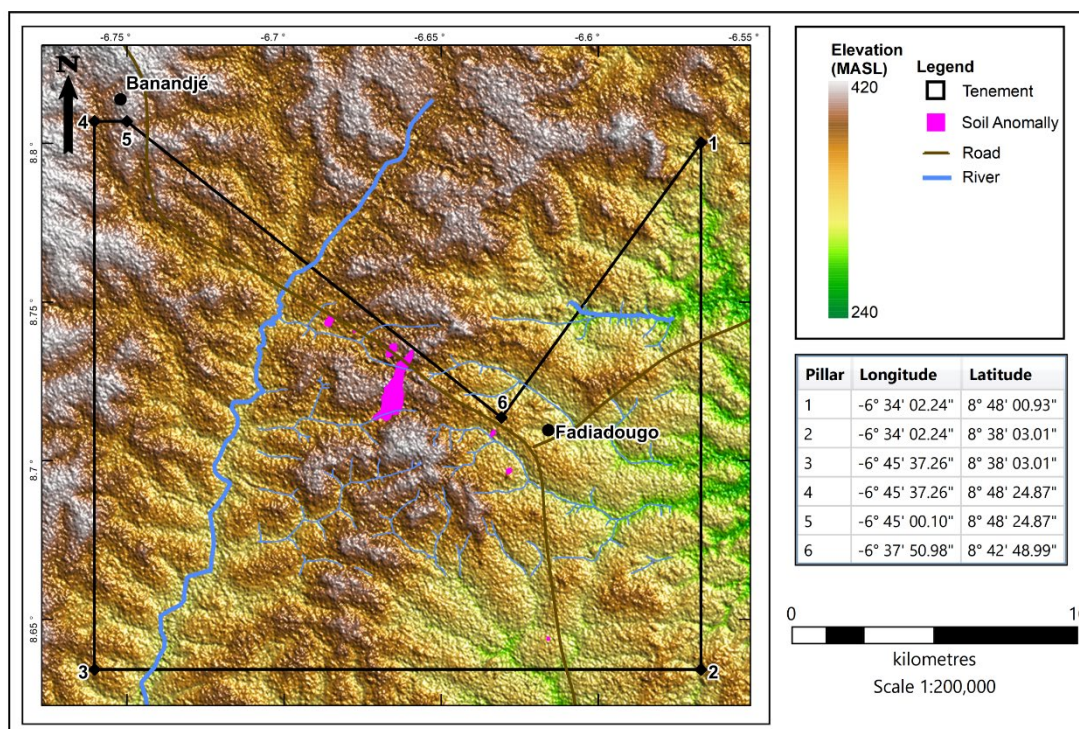 -6.75 ° -6.7 ° -6.65 ° -6.6 ° -6.55 °
N
Banandjé
4 5
1
8.8 °
8.75 °
8.7 °
8.65 °
6
Fadiadougo
3
2
Elevation
(MASL)
420
240
Legend
Tenement
Soil Anomally
Road
River
Pillar Longitude Latitude
1 -6° 34' 02.24" 8° 48' 00.93"
2 -6° 34' 02.24" 8° 38' 03.01"
3 -6° 45' 37.26" 8° 38' 03.01"
4 -6° 45' 37.26" 8° 48' 24.87"
5 -6° 45' 00.10" 8° 48' 24.87"
6 -6° 37' 50.98" 8° 42' 48.99"
0
kilometres
Scale 1:200,000